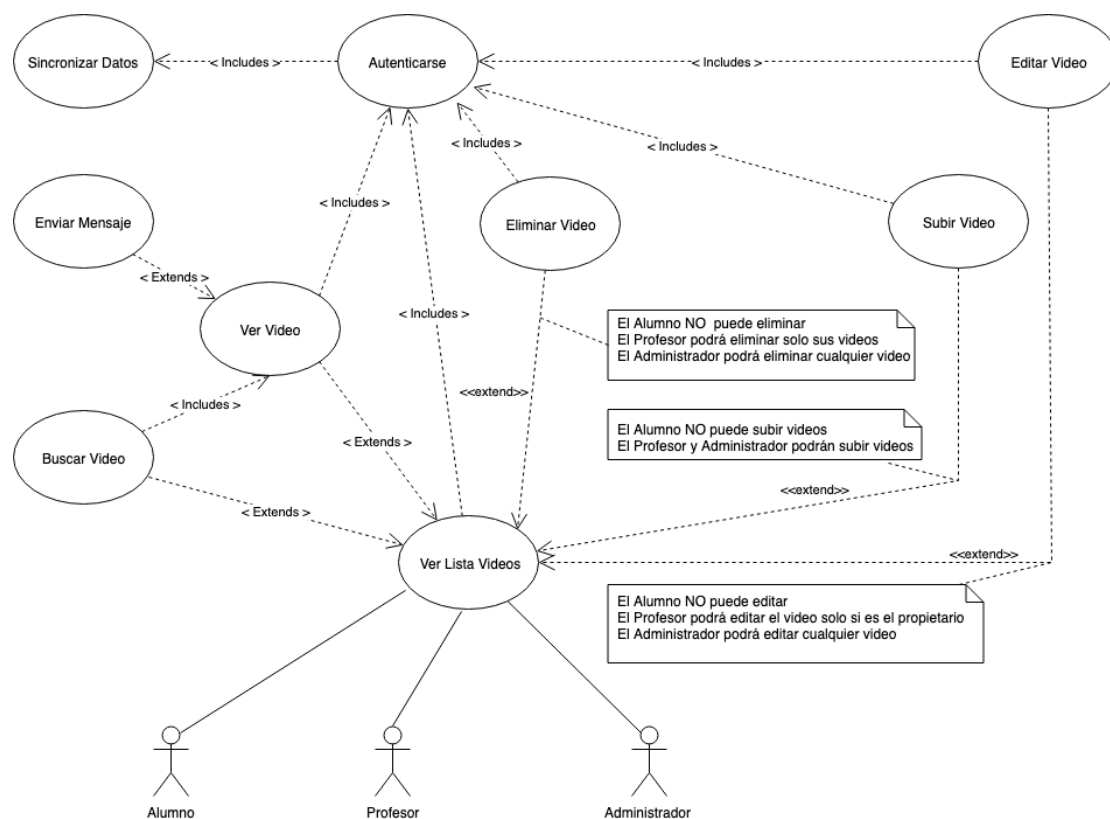 Sincronizar Datos
< Includes >
Autenticarse
< Includes >
Editar Video
< Includes >
< Includes >
Enviar Mensaje
< Includes >
Eliminar Video
Subir Video
< Extends >
Ver Video
< Includes >
El Alumno NO puede eliminar
El Profesor podrá eliminar solo sus videos
El Administrador podrá eliminar cualquier video
<<extend>>
< Includes >
El Alumno NO puede subir videos
El Profesor y Administrador podrán subir videos
< Extends >
Buscar Video
<<extend>>
< Extends >
Ver Lista Videos
<<extend>>
El Alumno NO puede editar
El Profesor podrá editar el video solo si es el propietario
El Administrador podrá editar cualquier video
Alumno
Profesor
Administrador